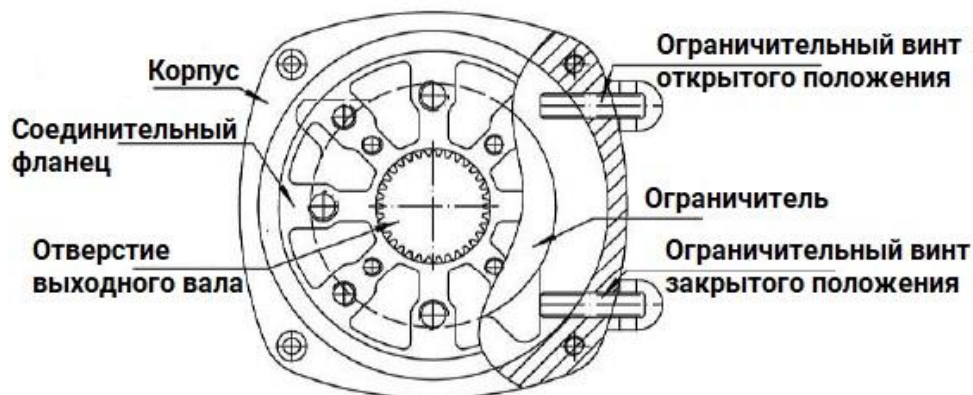 Корпус
Соединительный
фланец
Отверстие
выходного вала
Ограничительный винт
открытого положения
Ограничитель
Ограничительный винт
закрытого положения